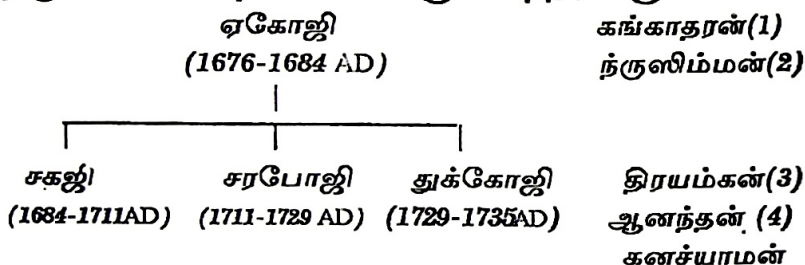 ஏகோஜி கங்காதரன்(1)
(1676-1684 AD) ந்ருஸிம்மன்(2)
சகஜி சரபோஜி துக்கோஜி திரயம்கன்(3)
(1684-1711AD) (1711-1729 AD) (1729-1735AD) ஆனந்தன் (4)
கனச்யாமன்